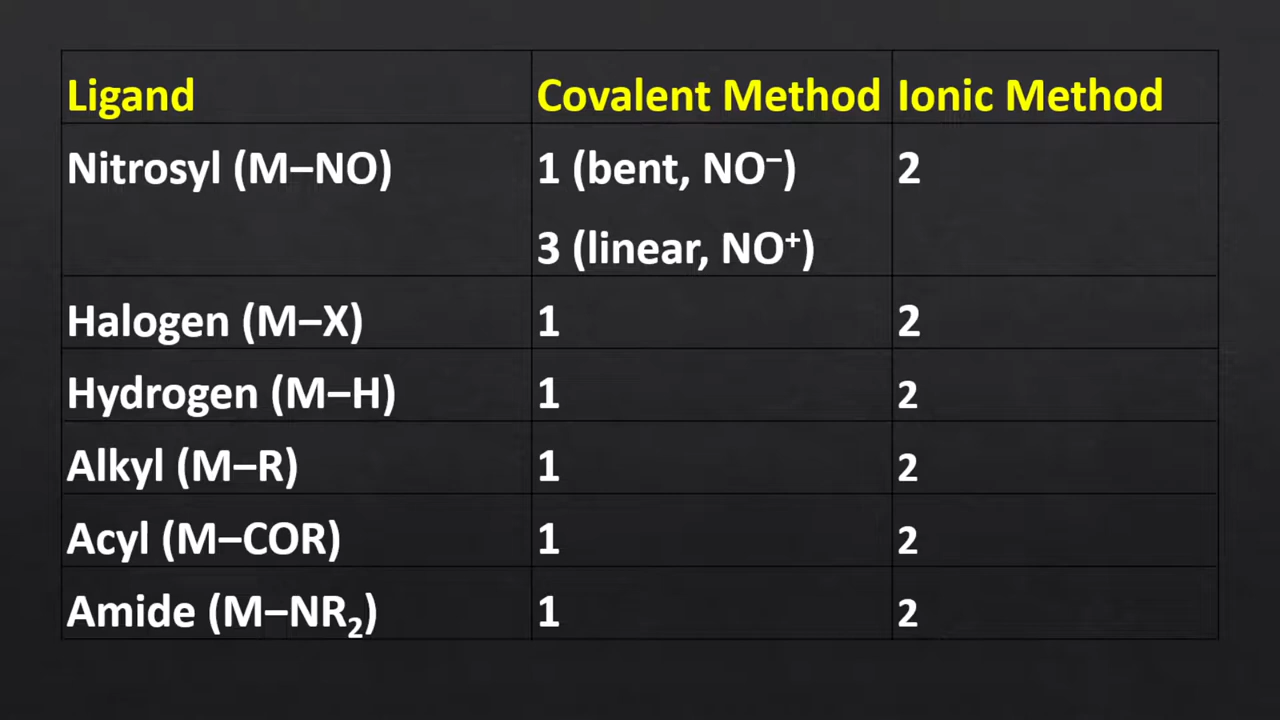 Ligand Covalent Method Ionic Method
Nitrosyl (M–NO) 1 (bent, NO⁻) 2
3 (linear, NO⁺)
Halogen (M–X) 1 2
Hydrogen (M–H) 1 2
Alkyl (M–R) 1 2
Acyl (M–COR) 1 2
Amide (M–NR₂) 1 2